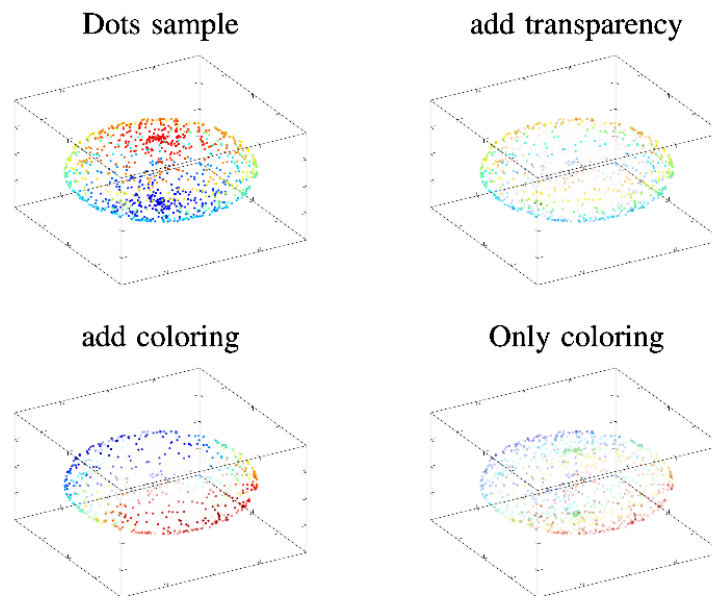 Dots sample
add transparency
add coloring
Only coloring